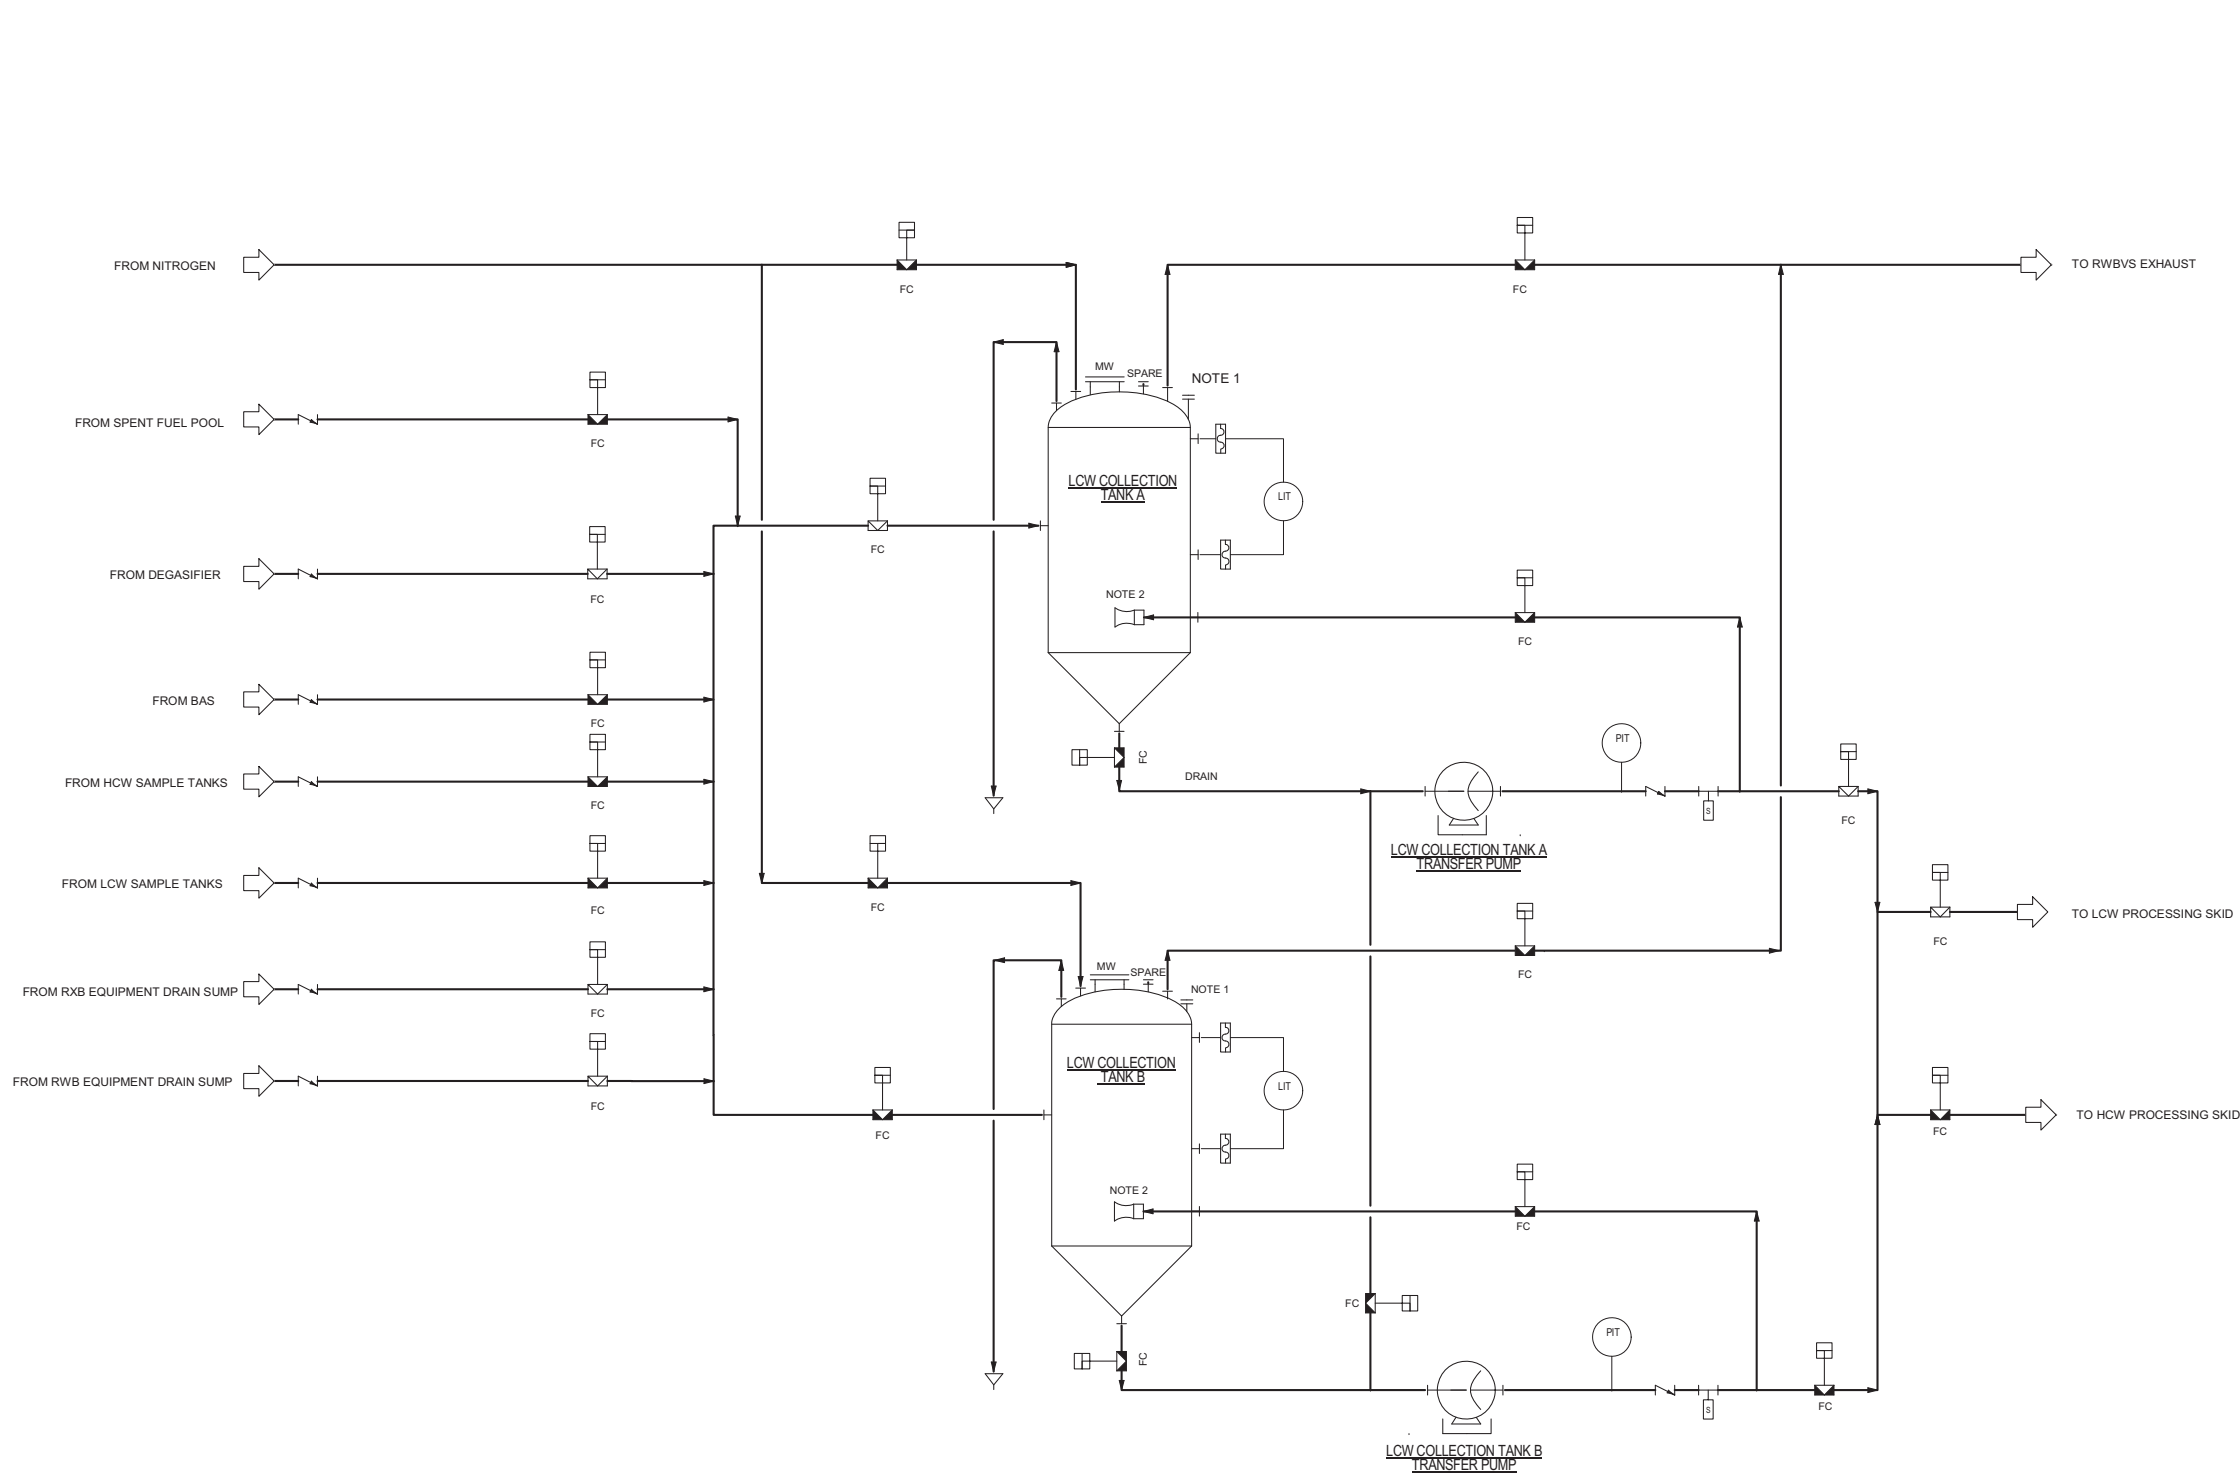 FC
FC
FROM NITROGEN
TO RWBVS EXHAUST
MW
SPARE
NOTE 1
FROM SPENT FUEL POOL
FC
LCW COLLECTION
TANK A
LIT
FC
FROM DEGASIFIER
FC
NOTE 2
FC
FROM BAS
FC
FC
DRAIN
PIT
FROM HCW SAMPLE TANKS
FC
S
FC
LCW COLLECTION TANK A
TRANSFER PUMP
FROM LCW SAMPLE TANKS
FC
FC
TO LCW PROCESSING SKID
FC
FC
MW
SPARE
NOTE 1
FROM RXB EQUIPMENT DRAIN SUMP
FC
LCW COLLECTION
TANK B
LIT
FROM RWB EQUIPMENT DRAIN SUMP
FC
FC
TO HCW PROCESSING SKID
FC
NOTE 2
FC
FC
FC
PIT
S
FC
LCW COLLECTION TANK B
TRANSFER PUMP